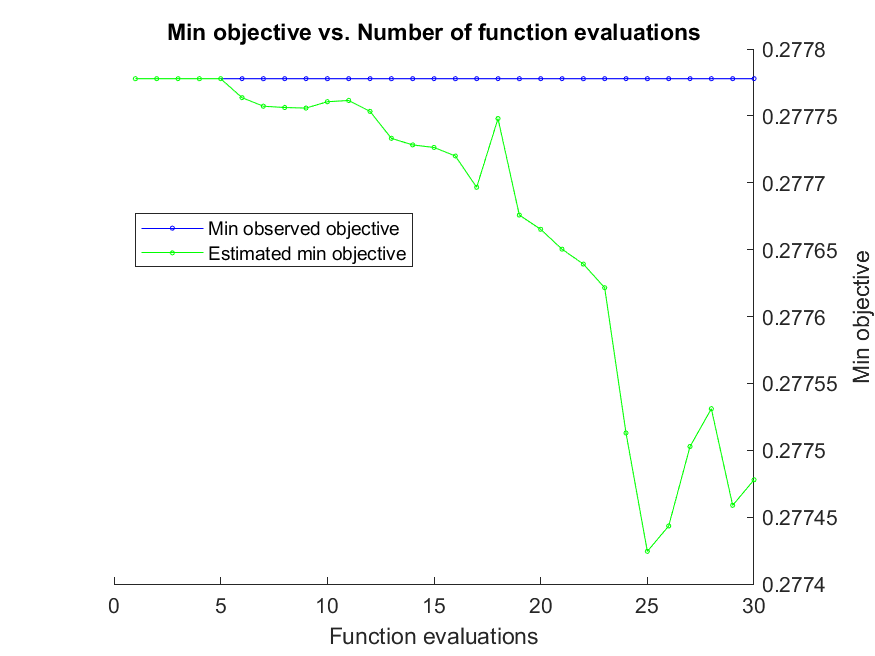 Min objective vs. Number of function evaluations
0.2778
0.27775
0.2777
0.27765
0.2776
0.27755
0.2775
0.27745
0.2774
Min objective
Min observed objective
Estimated min objective
0 5 10 15 20 25 30
Function evaluations